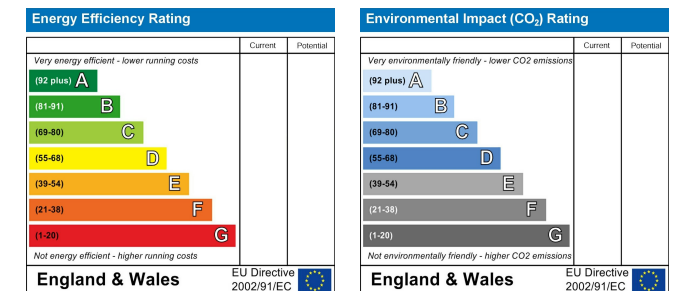 Energy Efficiency Rating
Current Potential
Very energy efficient - lower running costs
(92 plus) A
(81-91) B
(69-80) C
(55-68) D
(39-54) E
(21-38) F
(1-20) G
Not energy efficient - higher running costs
England & Wales
EU Directive
2002/91/EC
Environmental Impact (CO₂) Rating
Current Potential
Very environmentally friendly - lower CO2 emissions
(92 plus) A
(81-91) B
(69-80) C
(55-68) D
(39-54) E
(21-38) F
(1-20) G
Not environmentally friendly - higher CO2 emissions
England & Wales
EU Directive
2002/91/EC